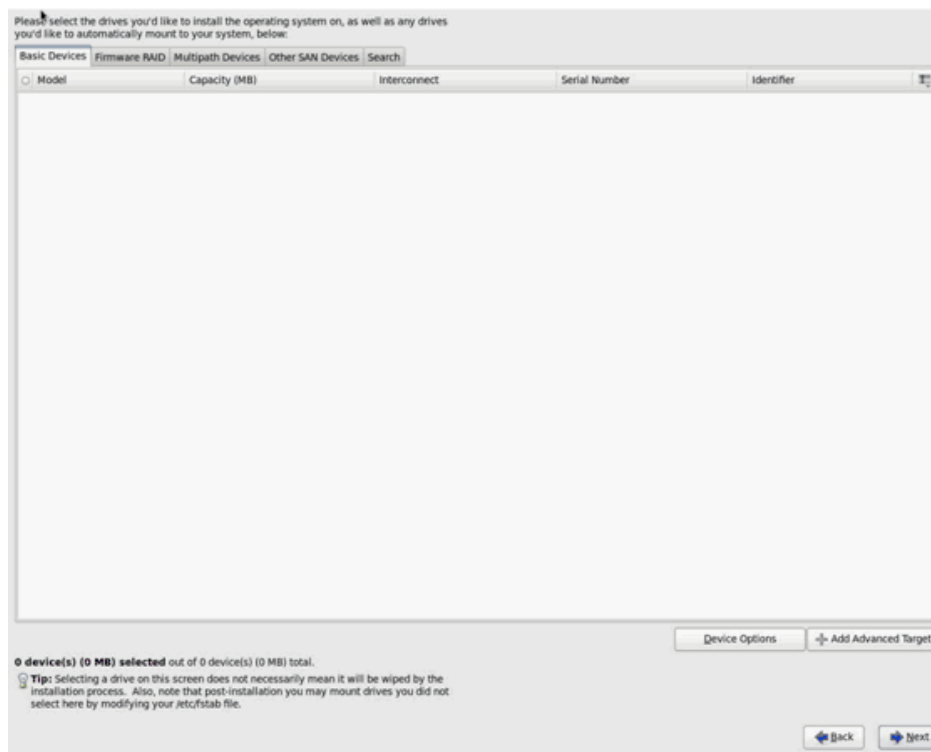 Please select the drives you'd like to install the operating system on, as well as any drives
you'd like to automatically mount to your system, below:
Basic Devices Firmware RAID Multipath Devices Other SAN Devices Search
Model Capacity (MB) Interconnect Serial Number Identifier
Device Options Add Advanced Target
0 device(s) (0 MB) selected out of 0 device(s) (0 MB) total.
Tip: Selecting a drive on this screen does not necessarily mean it will be wiped by the
installation process. Also, note that post-installation you may mount drives you did not
select here by modifying your /etc/fstab file.
Back Next